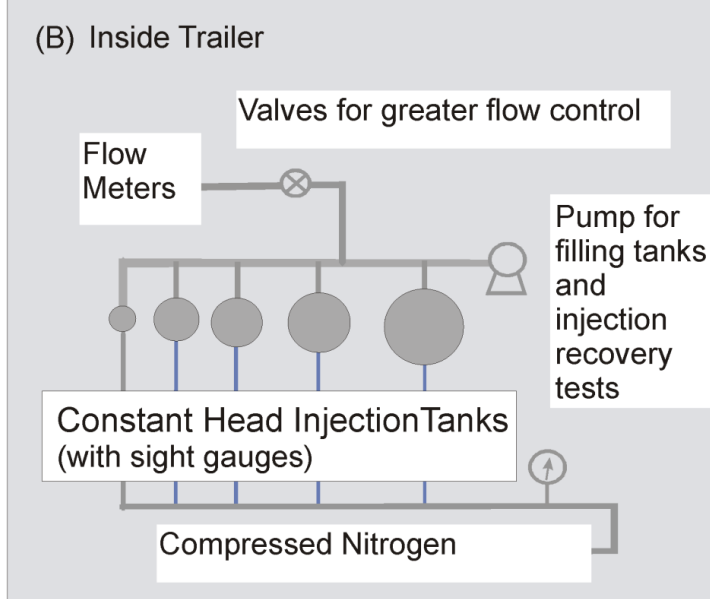 (B) Inside Trailer
Valves for greater flow control
Flow
Meters
Pump for
filling tanks
and
injection
recovery
tests
Constant Head InjectionTanks
(with sight gauges)
Compressed Nitrogen